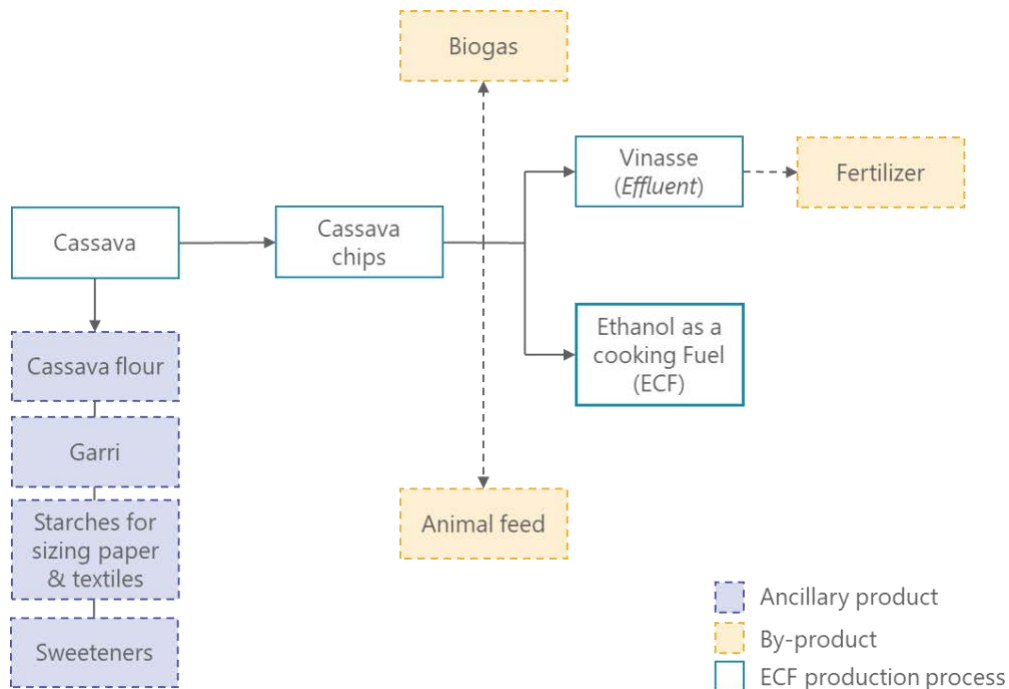 Biogas
Vinasse
(Effluent)
Fertilizer
Cassava
Cassava
chips
Cassava flour
Ethanol as a
cooking Fuel
(ECF)
Garri
Starches for
sizing paper
& textiles
Animal feed
Sweeteners
Ancillary product
By-product
ECF production process